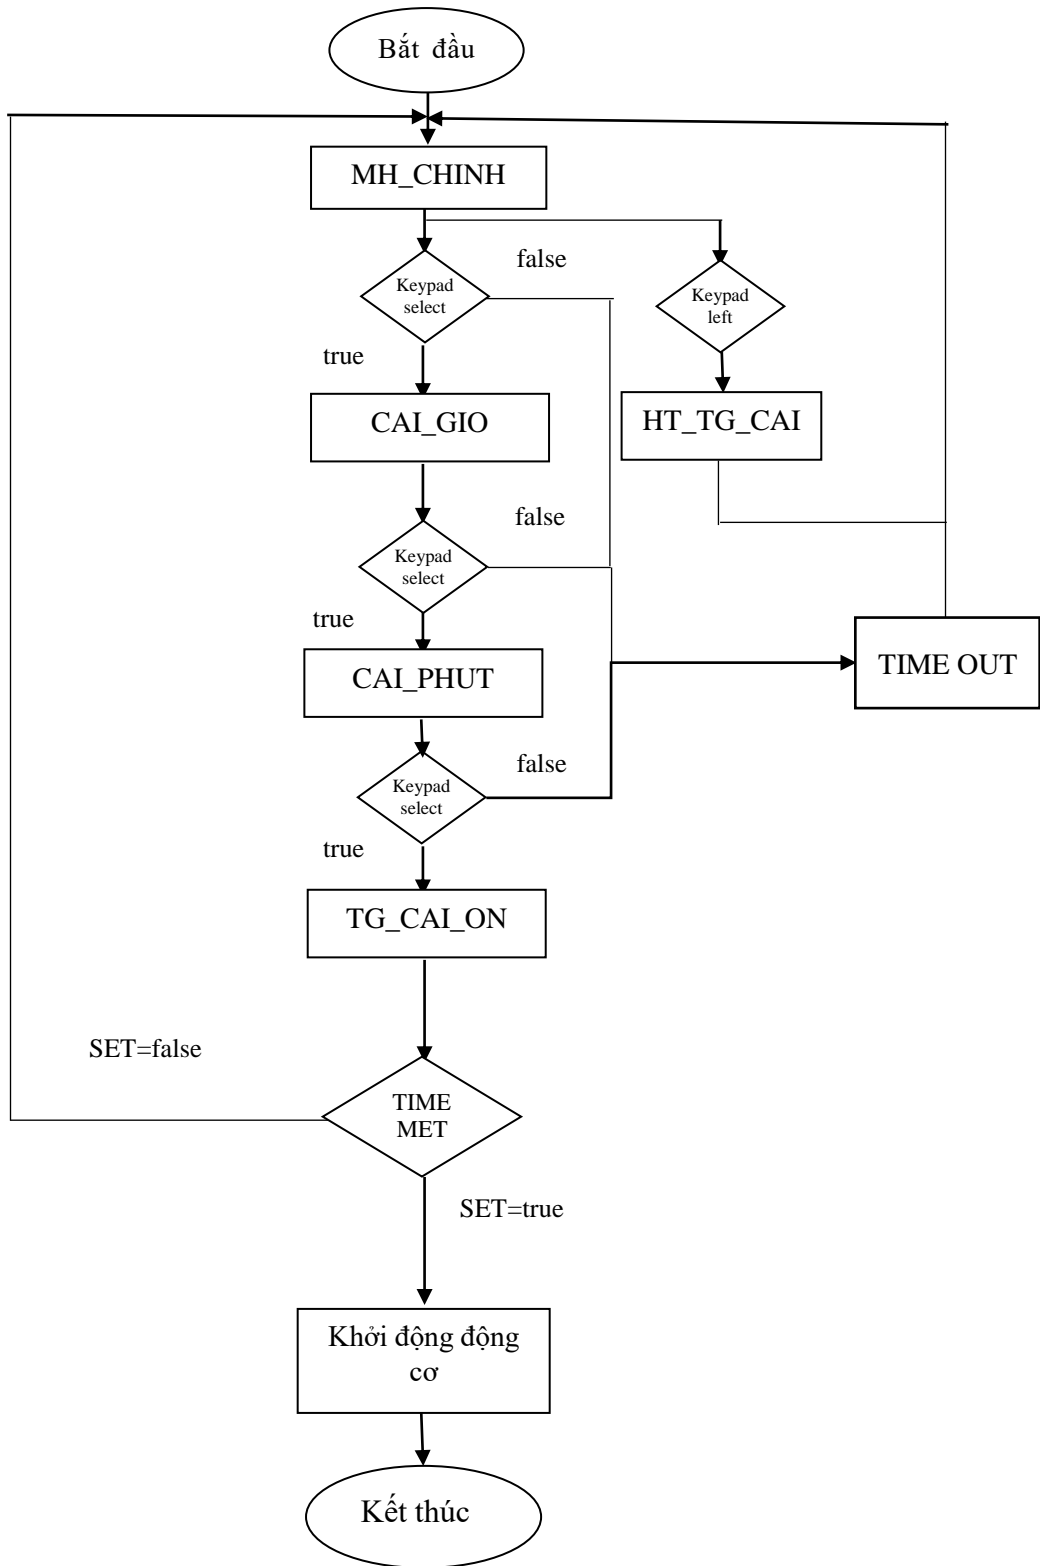 Bắt đầu
MH_CHINH
false
Keypad
select
Keypad
left
true
CAI_GIO
HT_TG_CAI
false
Keypad
select
true
CAI_PHUT
TIME OUT
false
Keypad
select
true
TG_CAI_ON
SET=false
TIME
MET
SET=true
Khởi động động
cơ
Kết thúc